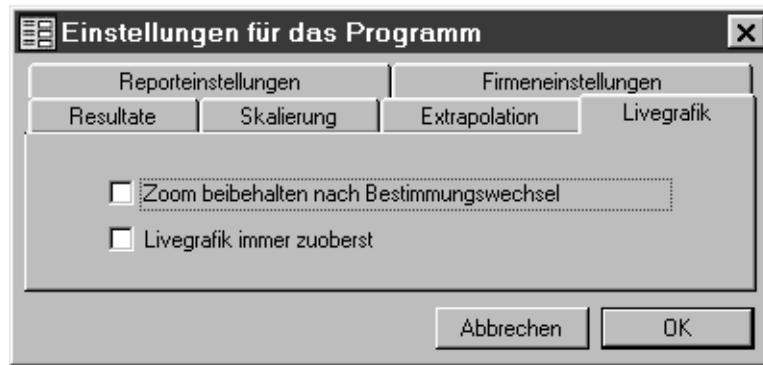 Einstellungen für das Programm
Reporteinstellungen Firmeneinstellungen
Resultate Skalierung Extrapolation Livegrafik
Zoom beibehalten nach Bestimmungswechsel
Livegrafik immer zuoberst
Abbrechen OK